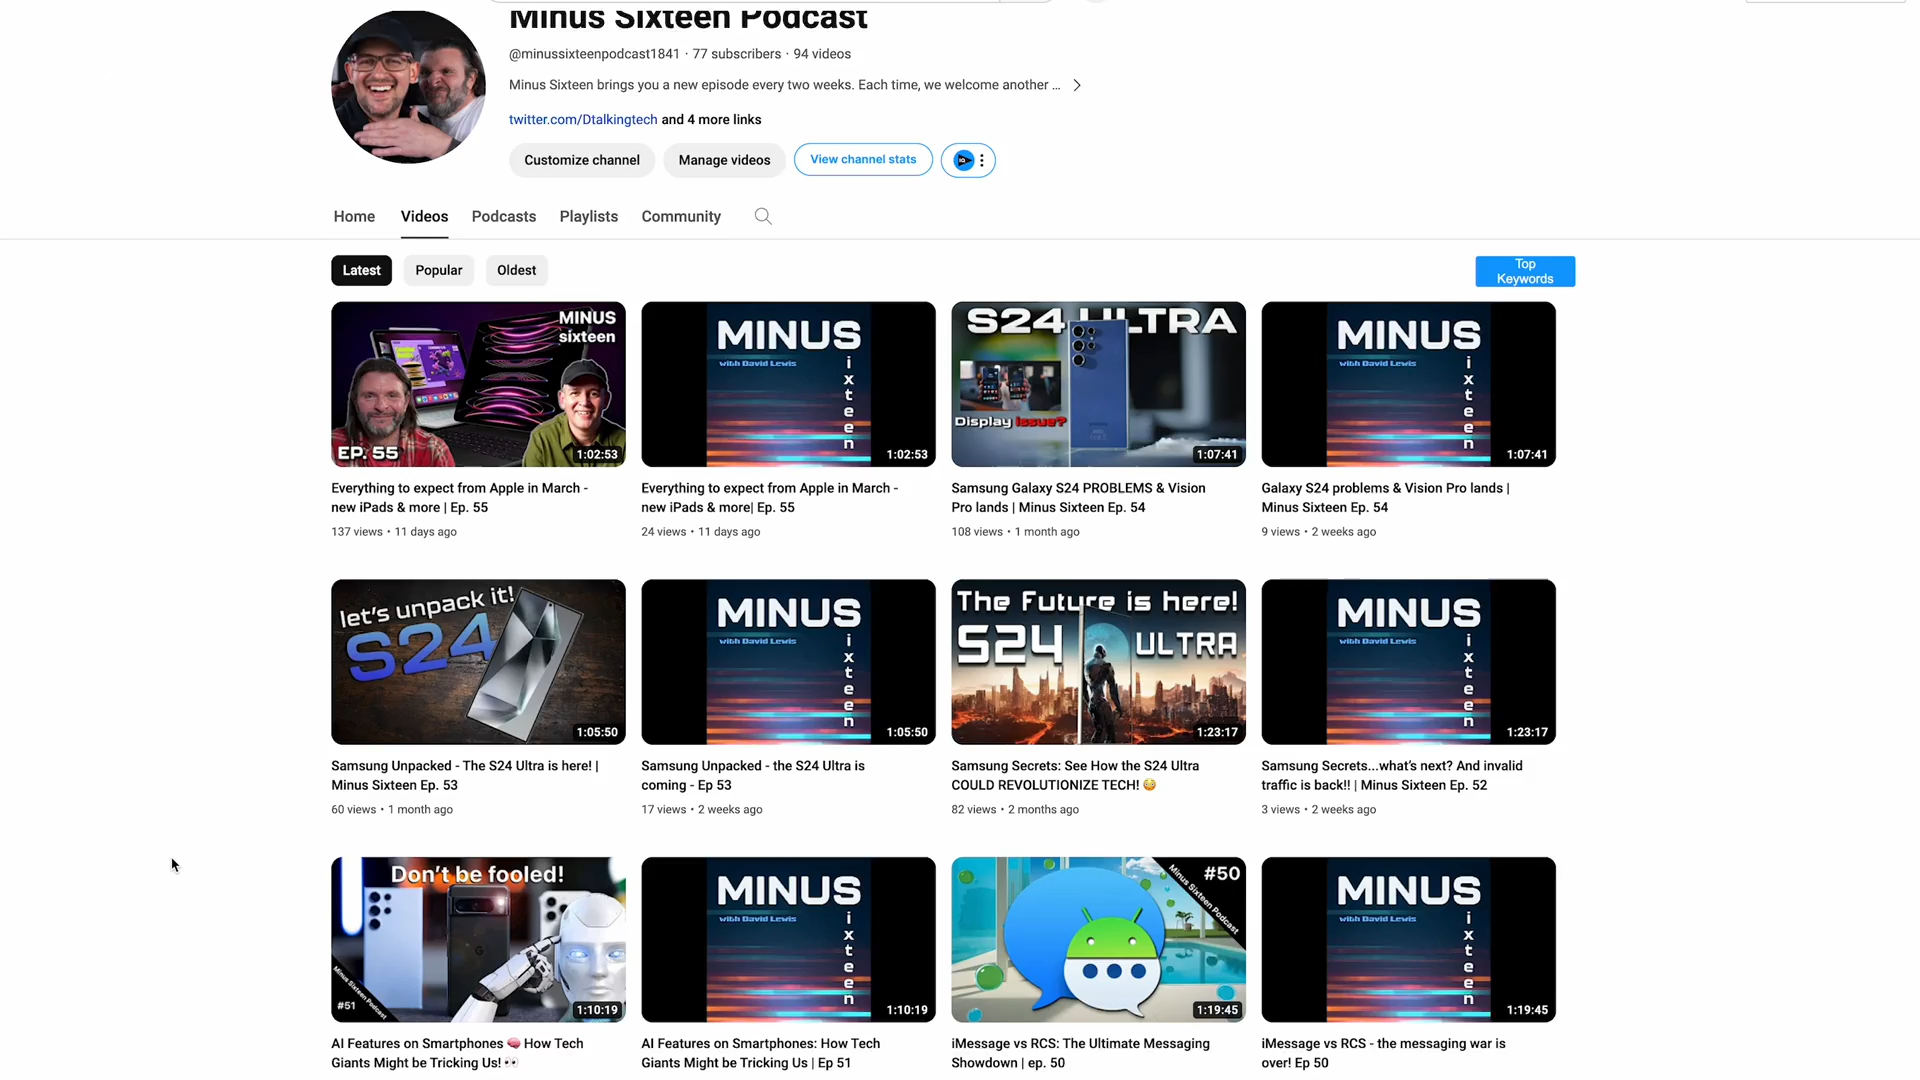 Minus Sixteen Podcast
@minussixteenpodcast1841 · 77 subscribers · 94 videos
Minus Sixteen brings you a new episode every two weeks. Each time, we welcome another ...
twitter.com/Dtalkingtech and 4 more links
Customize channel
Manage videos
View channel stats
Home
Videos
Podcasts
Playlists
Community
Latest
Popular
Oldest
Top
Keywords
MINUS
sixteen
EP. 55
1:02:53
MINUS
with David Lewis
ixteen
1:02:53
S24 ULTRA
Display issue?
1:07:41
MINUS
with David Lewis
ixteen
1:07:41
Everything to expect from Apple in March -
new iPads & more | Ep. 55
137 views • 11 days ago
Everything to expect from Apple in March -
new iPads & more| Ep. 55
24 views • 11 days ago
Samsung Galaxy S24 PROBLEMS & Vision
Pro lands | Minus Sixteen Ep. 54
108 views • 1 month ago
Galaxy S24 problems & Vision Pro lands |
Minus Sixteen Ep. 54
9 views • 2 weeks ago
let's unpack it!
S24
1:05:50
MINUS
with David Lewis
ixteen
1:05:50
The Future is here!
S24 ULTRA
1:23:17
MINUS
with David Lewis
ixteen
1:23:17
Samsung Unpacked - The S24 Ultra is here! |
Minus Sixteen Ep. 53
60 views • 1 month ago
Samsung Unpacked - the S24 Ultra is
coming - Ep 53
17 views • 2 weeks ago
Samsung Secrets: See How the S24 Ultra
COULD REVOLUTIONIZE TECH! 😳
82 views • 2 months ago
Samsung Secrets...what's next? And invalid
traffic is back!! | Minus Sixteen Ep. 52
3 views • 2 weeks ago
Don't be fooled!
Minus Sixteen Podcast
#51
1:10:19
MINUS
with David Lewis
ixteen
1:10:19
#50
Minus Sixteen Podcast
1:19:45
MINUS
with David Lewis
ixteen
1:19:45
AI Features on Smartphones 🧠 How Tech
Giants Might be Tricking Us! 👀
AI Features on Smartphones: How Tech
Giants Might be Tricking Us | Ep 51
iMessage vs RCS: The Ultimate Messaging
Showdown | ep. 50
iMessage vs RCS - the messaging war is
over! Ep 50